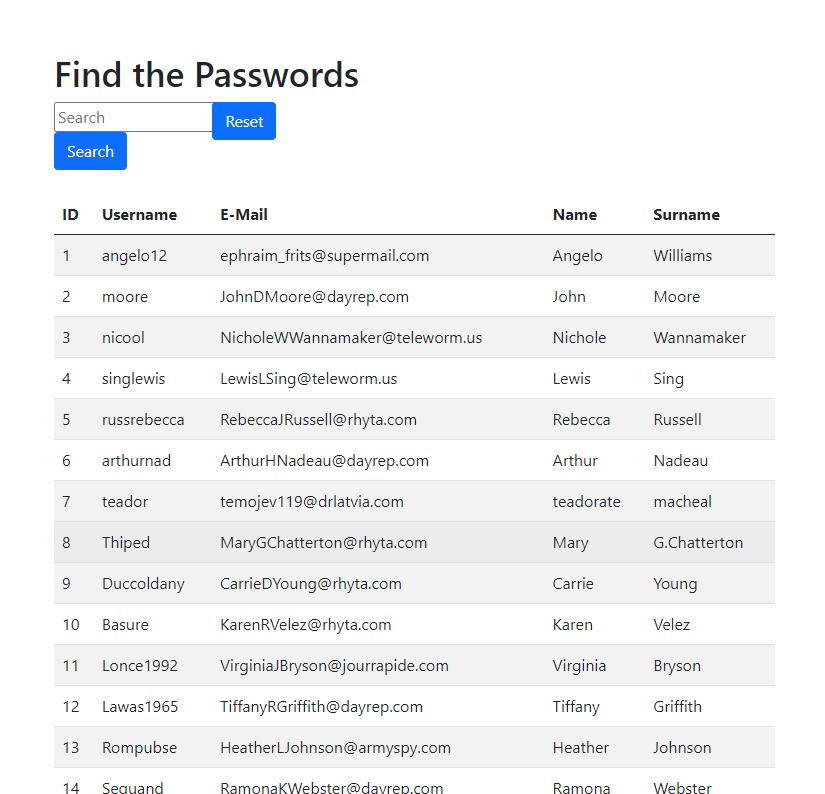 Find the Passwords
Search
Reset
Search
ID Username E-Mail Name Surname
1 angelo12 ephraim_frits@supermail.com Angelo Williams
2 moore JohnDMoore@dayrep.com John Moore
3 nicool NicholeWWannamaker@teleworm.us Nichole Wannamaker
4 singlewis LewisLSing@teleworm.us Lewis Sing
5 russrebecca RebeccaJRussell@rhyta.com Rebecca Russell
6 arthurnad ArthurHNadeau@dayrep.com Arthur Nadeau
7 teador temojev119@drlatvia.com teadorate macheal
8 Thiped MaryGChatterton@rhyta.com Mary G.Chatterton
9 Duccoldany CarrieDYoung@rhyta.com Carrie Young
10 Basure KarenRVelez@rhyta.com Karen Velez
11 Lonce1992 VirginiaJBryson@jourrapide.com Virginia Bryson
12 Lawas1965 TiffanyRGriffith@dayrep.com Tiffany Griffith
13 Rompubse HeatherLJohnson@armyspy.com Heather Johnson
14 Sequand RamonaKWebster@dayrep.com Ramona Webster